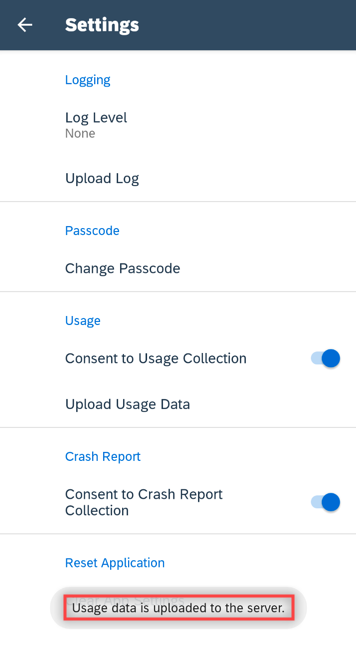 Settings
Logging
Log Level
None
Upload Log
Passcode
Change Passcode
Usage
Consent to Usage Collection
Upload Usage Data
Crash Report
Consent to Crash Report
Collection
Reset Application
Usage data is uploaded to the server.